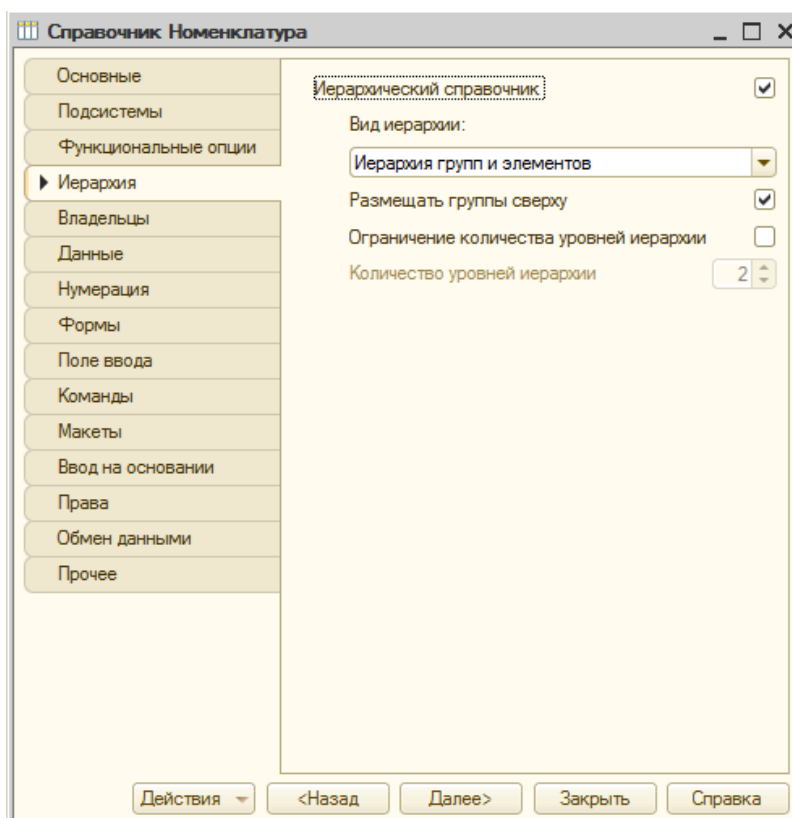 Справочник Номенклатура
Основные
Подсистемы
Функциональные опции
Иерархия
Владельцы
Данные
Нумерация
Формы
Поле ввода
Команды
Макеты
Ввод на основании
Права
Обмен данными
Прочее
Иерархический справочник
Вид иерархии:
Иерархия групп и элементов
Размещать группы сверху
Ограничение количества уровней иерархии
Количество уровней иерархии 2
Действия <Назад Далее> Закрыть Справка